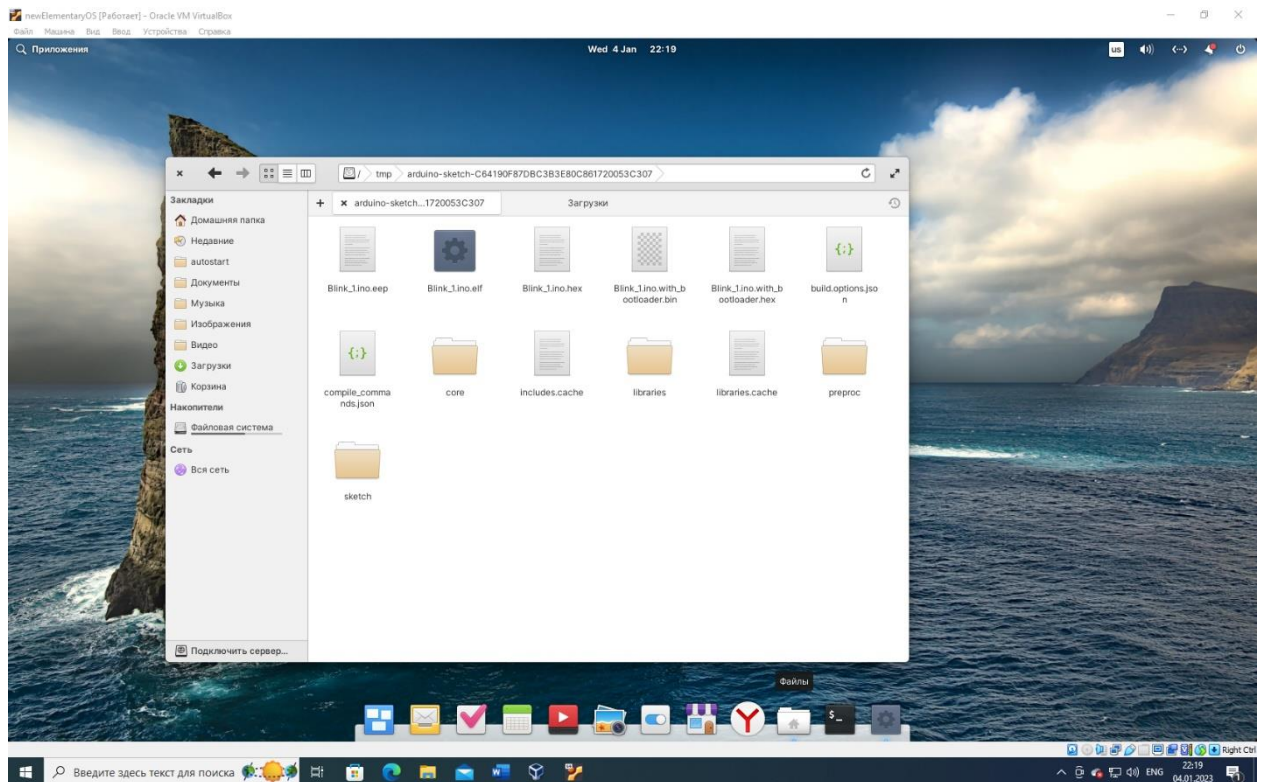 newElementaryOS [Работает] - Oracle VM VirtualBox
Файл Машина Вид Ввод Устройства Справка
Приложения
Wed 4 Jan 22:19
us
/ tmp arduino-sketch-C64190F87DBC3B3E80C861720053C307
Закладки
Домашняя папка
Недавние
autostart
Документы
Музыка
Изображения
Видео
Загрузки
Корзина
Накопители
Файловая система
Сеть
Вся сеть
Подключить сервер...
+ × arduino-sketch...1720053C307
Загрузки
Blink_1.ino.eep
Blink_1.ino.elf
Blink_1.ino.hex
Blink_1.ino.with_b
ootloader.bin
Blink_1.ino.with_b
ootloader.hex
build.options.jso
n
{;}
{;}
compile_comma
nds.json
core
includes.cache
libraries
libraries.cache
preproc
sketch
Файлы
$_
Right Ctrl
Введите здесь текст для поиска
ENG
22:19
04.01.2023